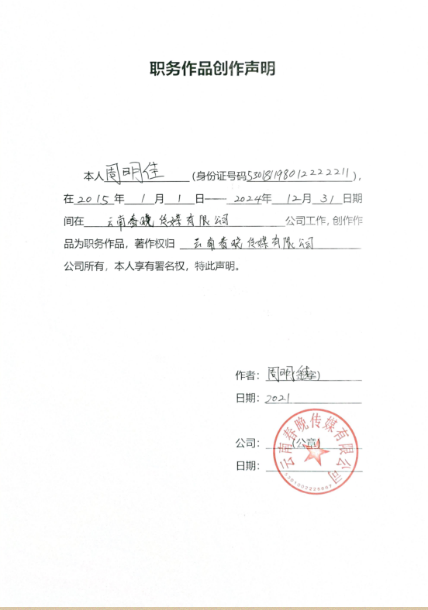 职务作品创作声明
本人周明佳(身份证号码530181198012222211),
在2015年1月1日——2024年12月31日期
间在云南春晚传媒有限公司公司工作,创作作
品为职务作品,著作权归云南春晚传媒有限公司
公司所有,本人享有署名权,特此声明。
作者:周明佳(签字)
日期:2021
公司:(公章)
日期:
云南春晚传媒有限公司